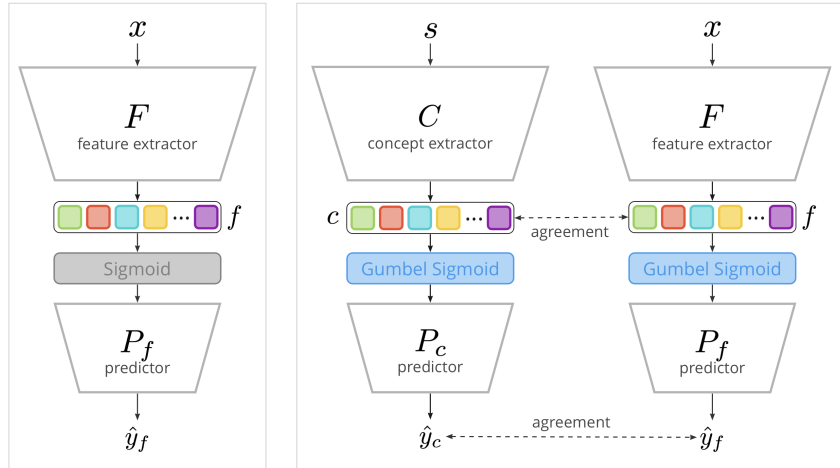 x
F
feature extractor
f
Sigmoid
P_f
predictor
ŷ_f
s
C
concept extractor
c
Gumbel Sigmoid
P_c
predictor
ŷ_c
agreement
agreement
x
F
feature extractor
f
Gumbel Sigmoid
P_f
predictor
ŷ_f